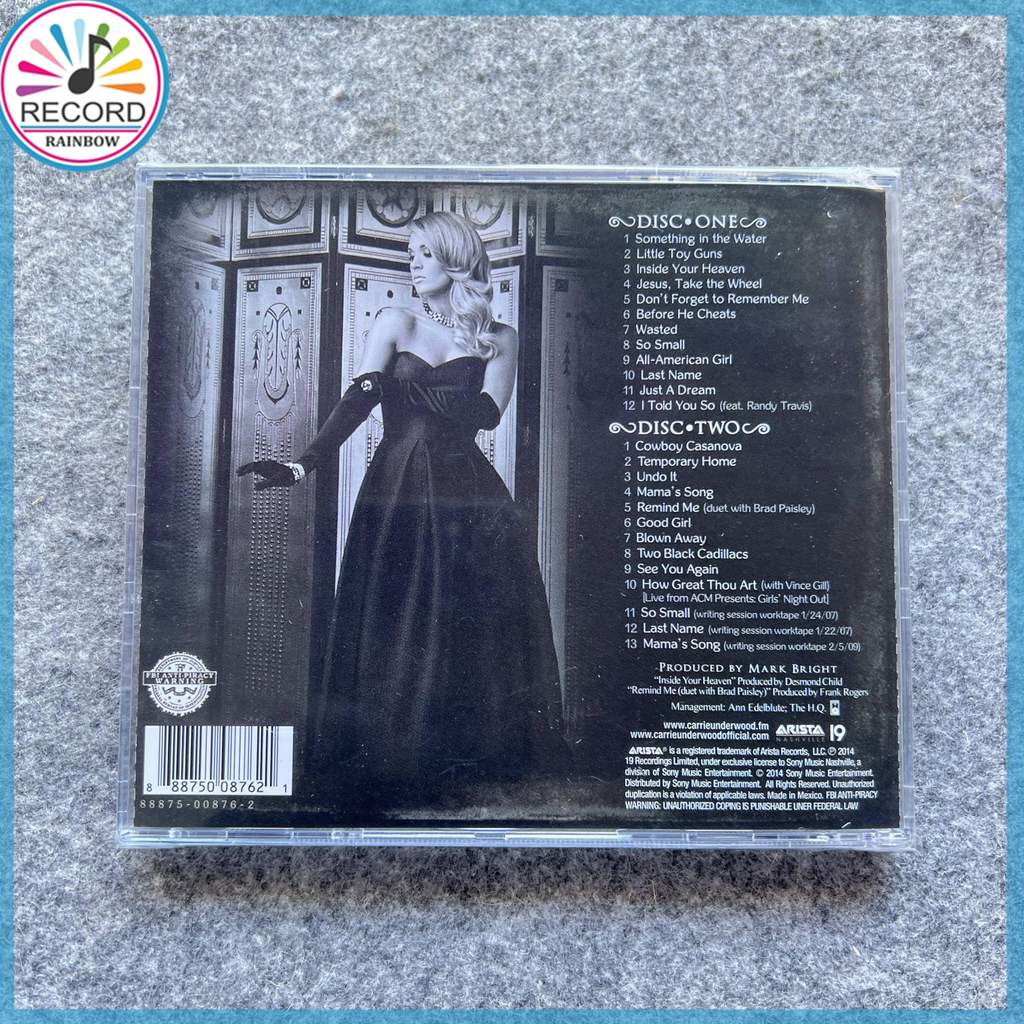 RECORD
RAINBOW
DISC•ONE
1 Something In the Water
2 Little Toy Guns
3 Inside Your Heaven
4 Jesus, Take the Wheel
5 Don't Forget to Remember Me
6 Before He Cheats
7 Wasted
8 So Small
9 All-American Girl
10 Last Name
11 Just A Dream
12 I Told You So (feat. Randy Travis)
DISC•TWO
1 Cowboy Casanova
2 Temporary Home
3 Undo It
4 Mama's Song
5 Remind Me (duet with Brad Paisley)
6 Good Girl
7 Blown Away
8 Two Black Cadillacs
9 See You Again
10 How Great Thou Art (with Vince Gill)
[Live from ACM Presents: Girls' Night Out]
11 So Small (writing session worktape 1/24/07)
12 Last Name (writing session worktape 1/22/07)
13 Mama's Song (writing session worktape 2/5/09)
PRODUCED BY MARK BRIGHT
"Inside Your Heaven" Produced by Desmond Child
"Remind Me (duet with Brad Paisley)" Produced by Frank Rogers
Management: Ann Edelblute; The H.Q.
www.carrieunderwood.fm
www.carrieunderwoodofficial.com
ARISTA
NASHVILLE
19
ARISTA® is a registered trademark of Arista Records, LLC. ℗ 2014
19 Recordings Limited, under exclusive license to Sony Music Nashville, a
division of Sony Music Entertainment. © 2014 Sony Music Entertainment.
Distributed by Sony Music Entertainment. All Rights Reserved. Unauthorized
duplication is a violation of applicable laws. Made in Mexico. FBI ANTI-PIRACY
WARNING: UNAUTHORIZED COPING IS PUNISHABLE UNER FEDERAL LAW
FBI ANTI-PIRACY
WARNING
8 88750 08762 1
88875-00876-2